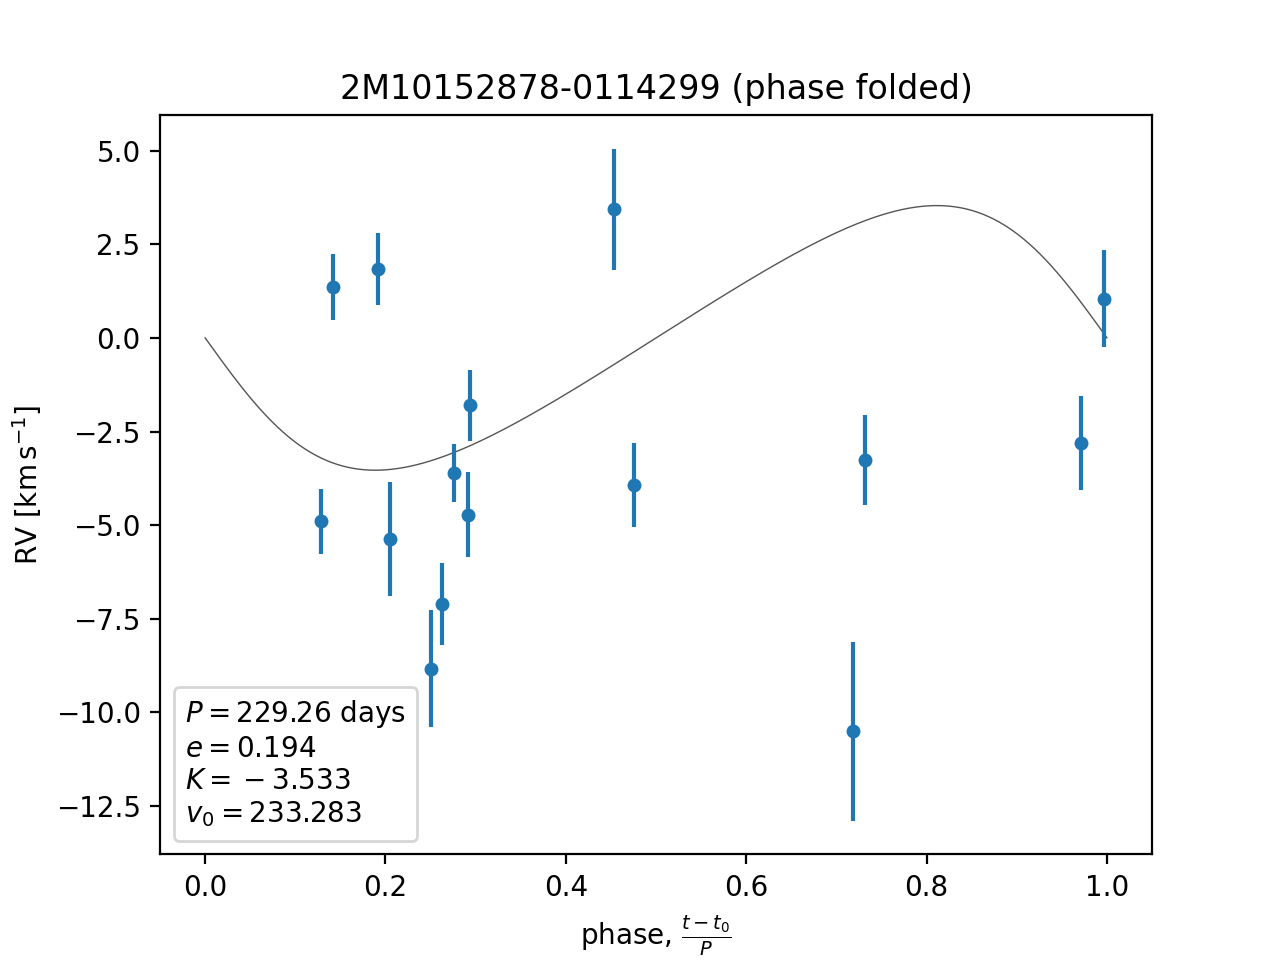 2M10152878-0114299 (phase folded)
5.0
2.5
0.0
−2.5
−5.0
−7.5
−10.0
−12.5
RV [km s⁻¹]
P = 229.26 days
e = 0.194
K = −3.533
v₀ = 233.283
0.0 0.2 0.4 0.6 0.8 1.0
phase, (t − t₀)/P